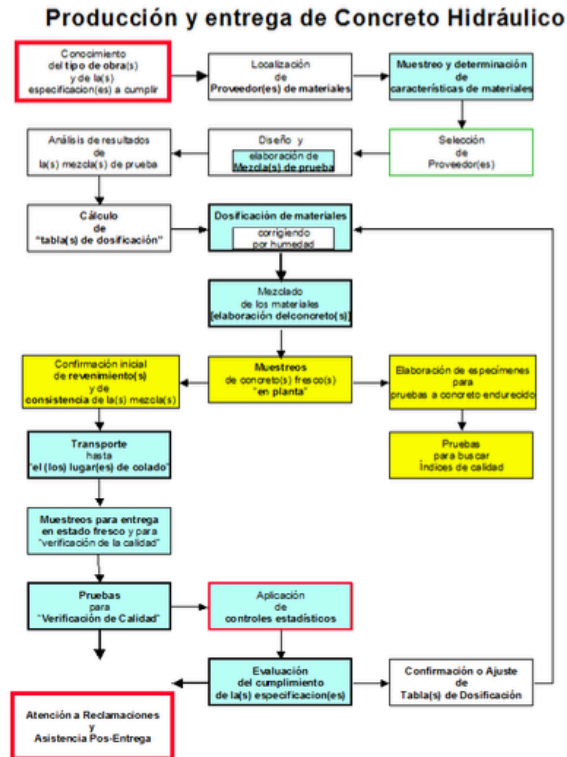 Producción y entrega de Concreto Hidráulico
Conocimiento
del tipo de obra(s)
y de la(s)
especificacion(es) a cumplir
Localización
de
Proveedor(es) de materiales
Muestreo y determinación
de
características de materiales
Análisis de resultados
de
la(s) mezcla(s) de prueba
Diseño y
elaboración de
Mezcla(s) de prueba
Selección
de
Proveedor(es)
Cálculo
de
"tabla(s) de dosificación"
Dosificación de materiales
corrigiendo
por humedad
Mezclado
de los materiales
[elaboración delconcreto(s)]
Confirmación inicial
de revenimiento(s)
y de
consistencia de la(s) mezcla(s)
Muestreos
de concreto(s) fresco(s)
"en planta"
Elaboración de especímenes
para
pruebas a concreto endurecido
Pruebas
para buscar
Índices de calidad
Transporte
hasta
"el (los) lugar(es) de colado"
Muestreos para entrega
en estado fresco y para
"verificación de la calidad"
Pruebas
para
"Verificación de Calidad"
Aplicación
de
controles estadísticos
Evaluación
del cumplimiento
de la(s) especificacion(es)
Confirmación o Ajuste
de
Tabla(s) de Dosificación
Atención a Reclamaciones
y
Asistencia Pos-Entrega